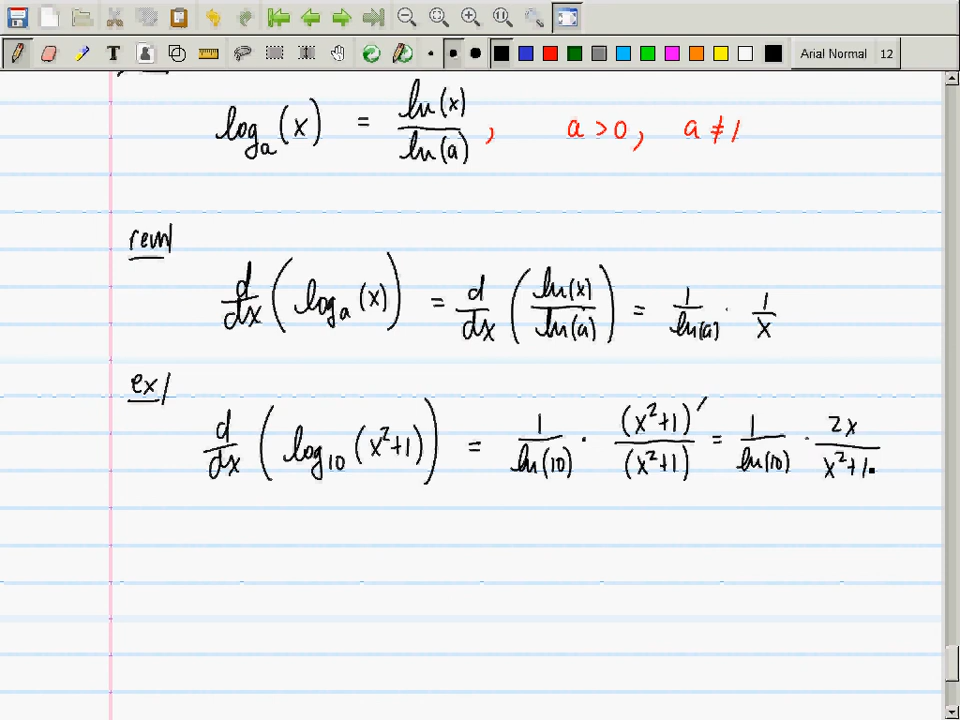 Arial Normal 12
log_a (x) = ln(x)/ln(a), a > 0, a ≠ 1
rem/
d/dx (log_a (x)) = d/dx (ln(x)/ln(a)) = 1/ln(a) · 1/x
ex/
d/dx (log_10 (x²+1)) = 1/ln(10) · (x²+1)′/(x²+1) = 1/ln(10) · 2x/x²+1.